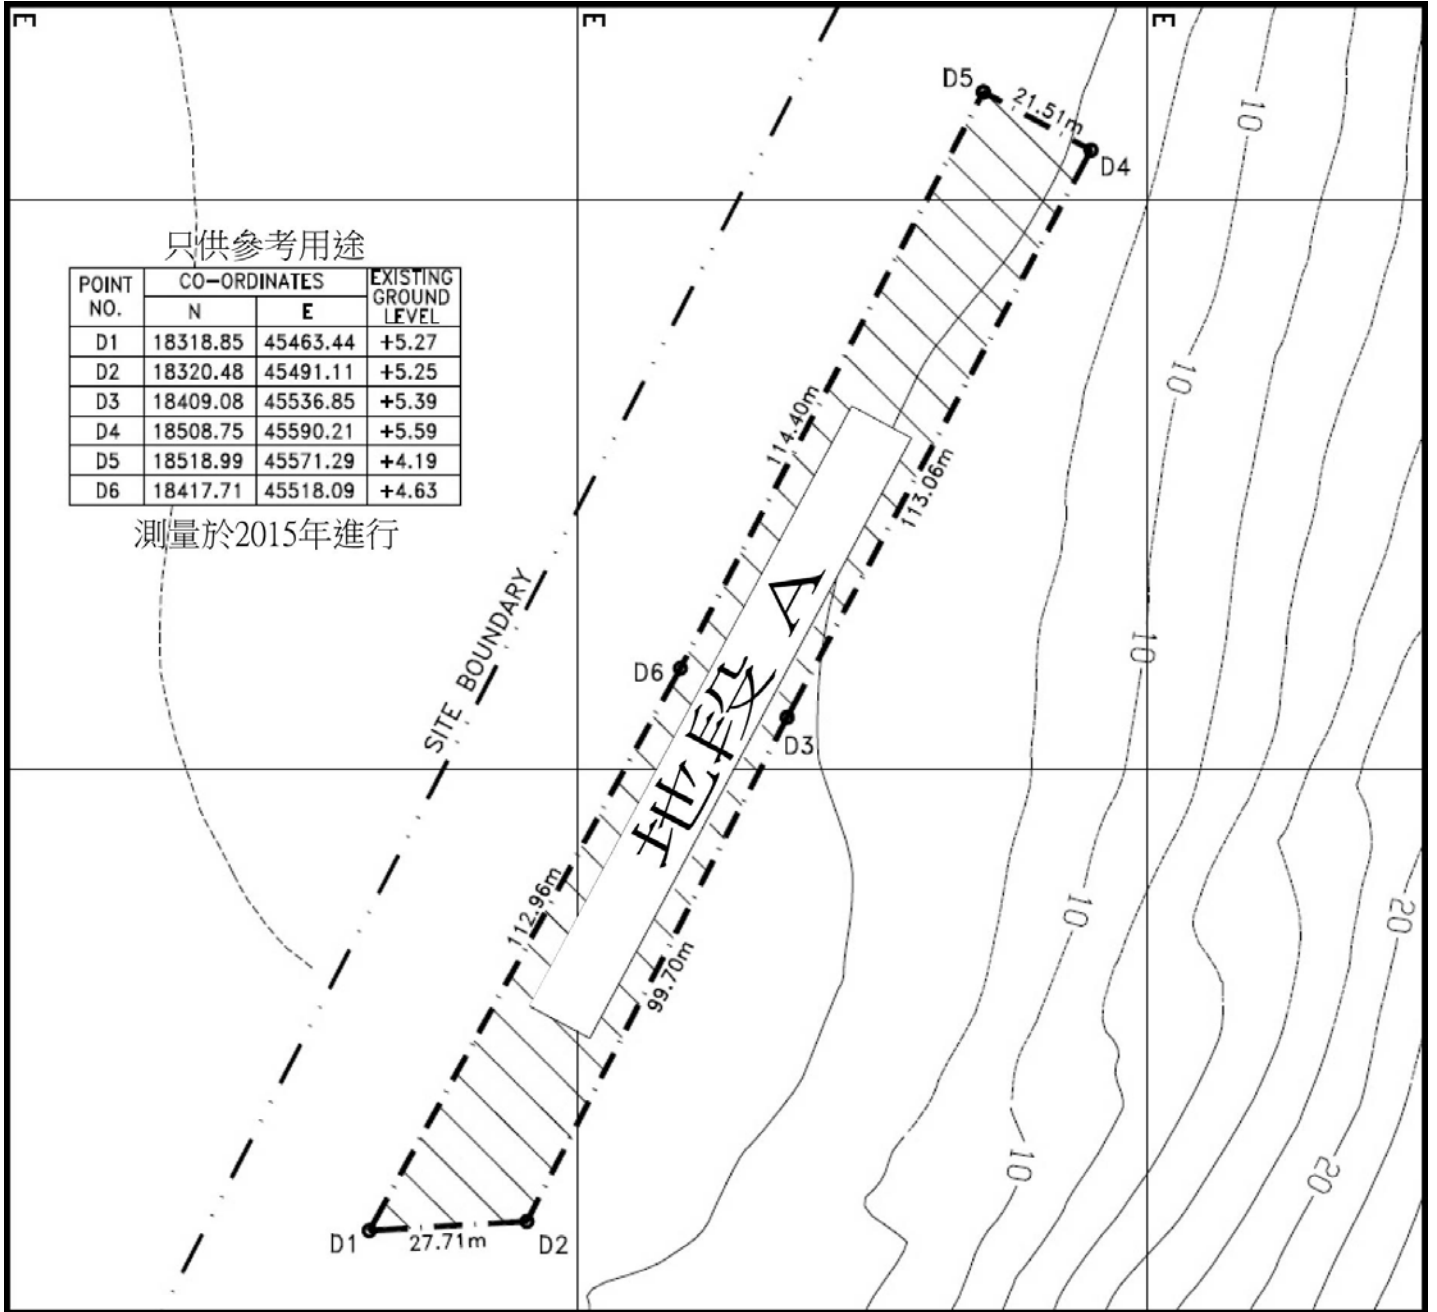 E E E
D5
21.51m
D4
10
只供參考用途
POINT NO. CO-ORDINATES EXISTING GROUND LEVEL
N E
D1 18318.85 45463.44 +5.27
D2 18320.48 45491.11 +5.25
D3 18409.08 45536.85 +5.39
D4 18508.75 45590.21 +5.59
D5 18518.99 45571.29 +4.19
D6 18417.71 45518.09 +4.63
測量於2015年進行
10
114.40m
113.06m
SITE BOUNDARY
地段 A
D6
D3
10
112.96m
99.70m
10
20
10
20
D1
27.71m
D2